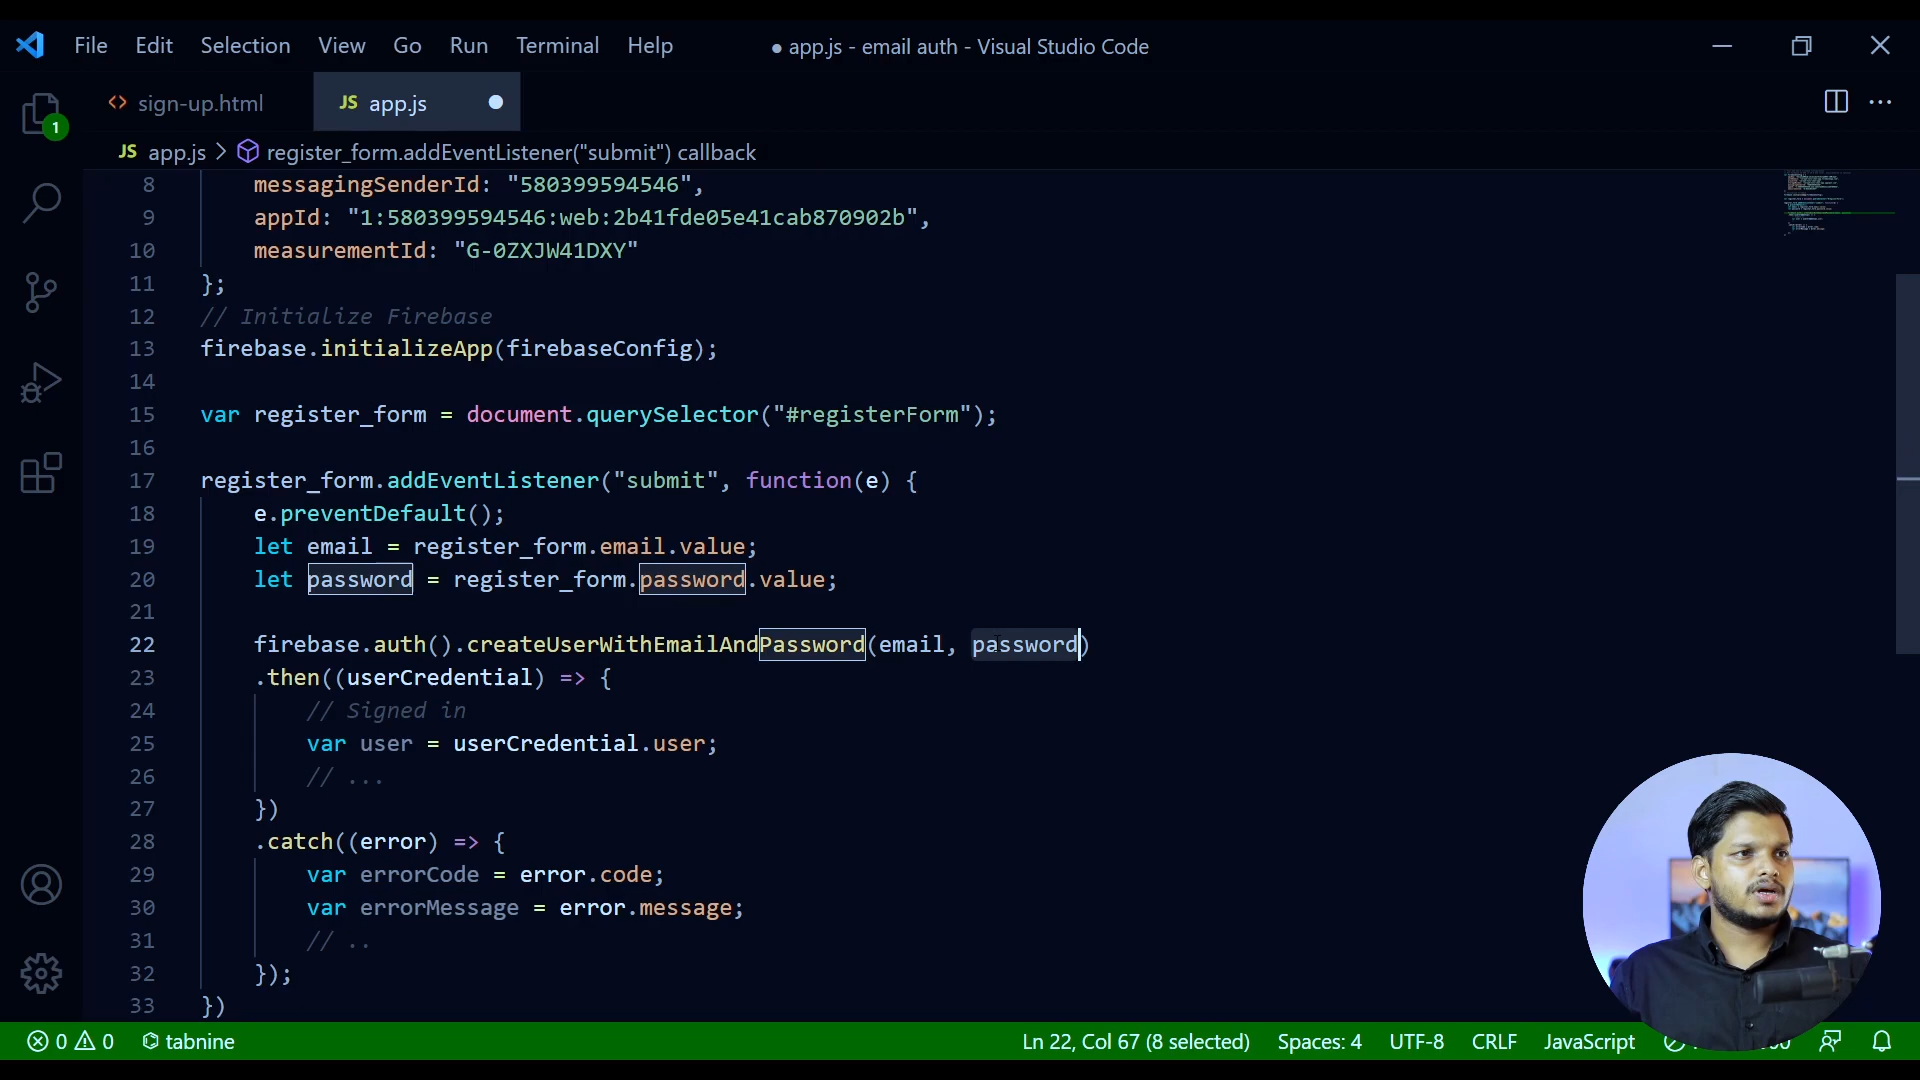 File Edit Selection View Go Run Terminal Help ● app.js - email auth - Visual Studio Code
<> sign-up.html JS app.js ●
JS app.js > register_form.addEventListener("submit") callback
1
8 messagingSenderId: "580399594546",
9 appId: "1:580399594546:web:2b41fde05e41cab870902b",
10 measurementId: "G-0ZXJW41DXY"
11 };
12 // Initialize Firebase
13 firebase.initializeApp(firebaseConfig);
14
15 var register_form = document.querySelector("#registerForm");
16
17 register_form.addEventListener("submit", function(e) {
18 e.preventDefault();
19 let email = register_form.email.value;
20 let password = register_form.password.value;
21
22 firebase.auth().createUserWithEmailAndPassword(email, password)
23 .then((userCredential) => {
24 // Signed in
25 var user = userCredential.user;
26 // ...
27 })
28 .catch((error) => {
29 var errorCode = error.code;
30 var errorMessage = error.message;
31 // ..
32 });
33 })
0 0 tabnine Ln 22, Col 67 (8 selected) Spaces: 4 UTF-8 CRLF JavaScript